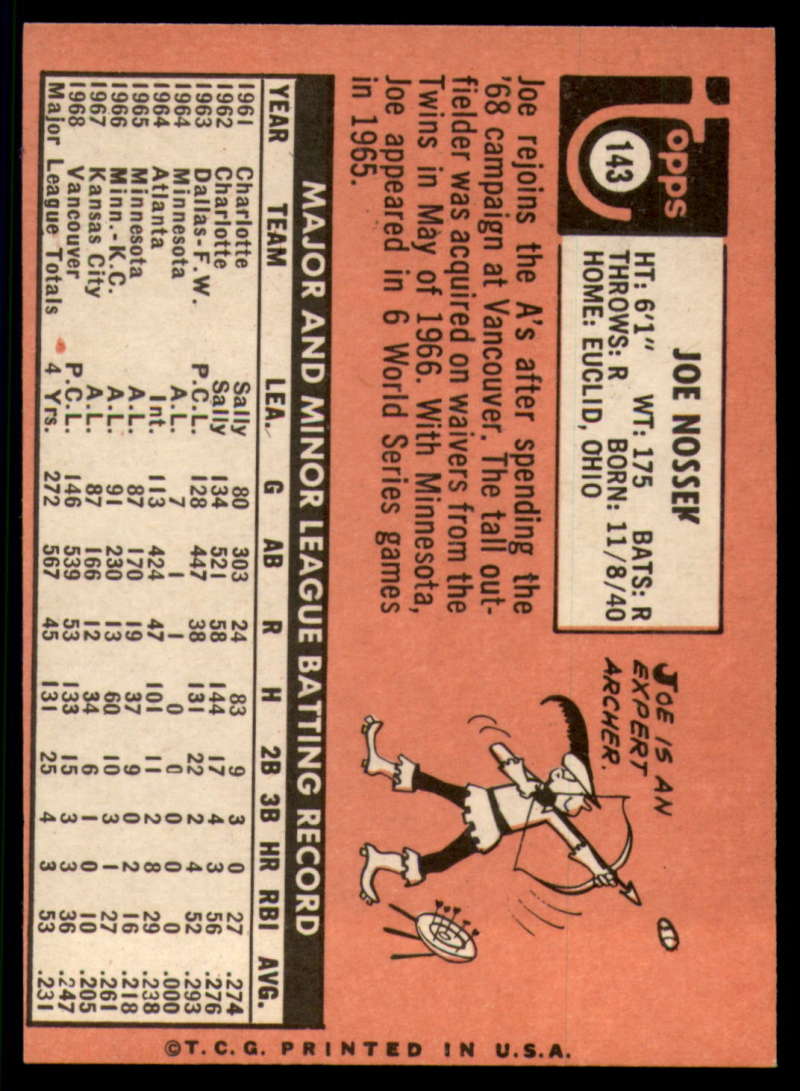 Topps
143
JOE NOSSEK
HT: 6'1" WT: 175 BATS: R
THROWS: R BORN: 11/8/40
HOME: EUCLID, OHIO
Joe rejoins the A's after spending the
'68 campaign at Vancouver. The tall out-
fielder was acquired on waivers from the
Twins in May of 1966. With Minnesota,
Joe appeared in 6 World Series games
in 1965.
JOE IS AN
EXPERT
ARCHER.
MAJOR AND MINOR LEAGUE BATTING RECORD
YEAR TEAM LEA. G AB R H 2B 3B HR RBI AVG.
1961 Charlotte Sally 80 303 24 83 9 3 0 27 .274
1962 Charlotte Sally 134 521 58 144 17 4 3 56 .276
1963 Dallas-F.W. P.C.L. 128 447 38 131 22 2 4 52 .293
1964 Minnesota A.L. 7 1 1 0 0 0 0 0 .000
1964 Atlanta Int. 113 424 47 101 11 2 8 29 .238
1965 Minnesota A.L. 87 170 19 37 9 0 2 16 .218
1966 Minn.-K.C. A.L. 91 230 13 60 10 3 1 27 .261
1967 Kansas City A.L. 87 166 12 34 6 1 0 10 .205
1968 Vancouver P.C.L. 146 539 53 133 15 3 3 36 .247
Major League Totals 4 Yrs. 272 567 45 131 25 4 3 53 .231
©T.C.G. PRINTED IN U.S.A.